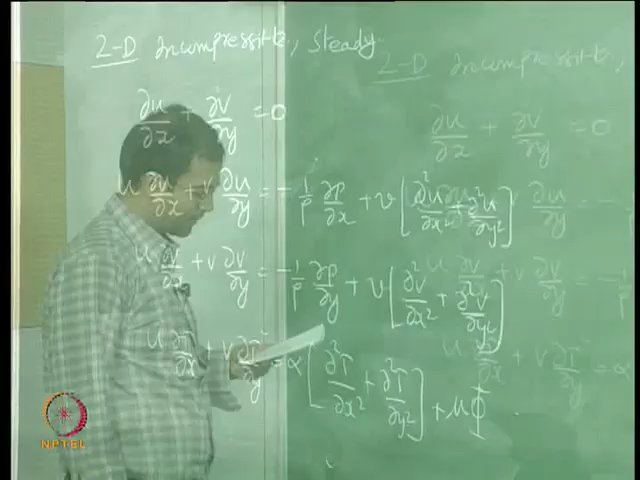 2-D Incompressible, Steady
∂u/∂x + ∂v/∂y = 0
u ∂u/∂x + v ∂u/∂y = - 1/ρ ∂p/∂x + ν [∂²u/∂x² + ∂²u/∂y²]
u ∂v/∂x + v ∂v/∂y = - 1/ρ ∂p/∂y + ν [∂²v/∂x² + ∂²v/∂y²]
u ∂T/∂x + v ∂T/∂y = α [∂²T/∂x² + ∂²T/∂y²] + μΦ
2-D Incompressible,
∂u/∂x + ∂v/∂y = 0
∂u/∂y = -
u ∂v/∂x + v ∂v/∂y = - 1/ρ
u ∂T/∂x + v ∂T/∂y = α
NPTEL